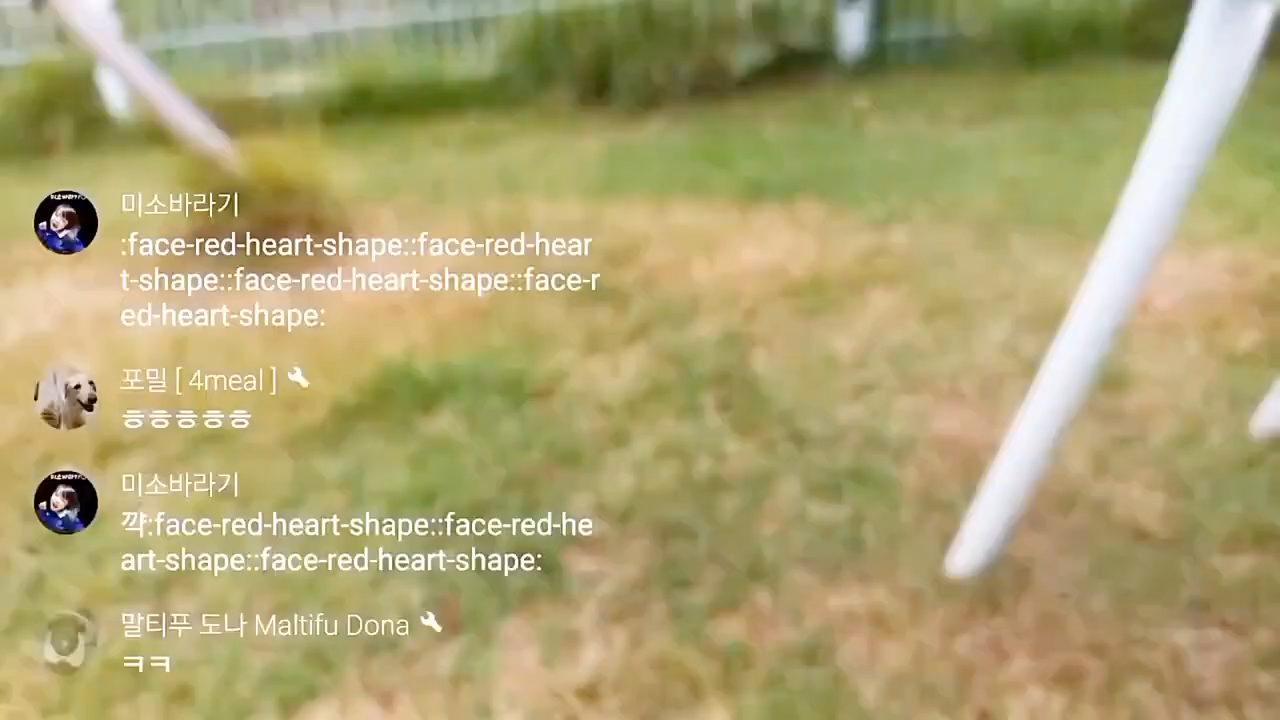 미소바라기
:face-red-heart-shape::face-red-hear
t-shape::face-red-heart-shape::face-r
ed-heart-shape:
포밀 [ 4meal ]
ㅎㅎㅎㅎㅎ
미소바라기
꺅:face-red-heart-shape::face-red-he
art-shape::face-red-heart-shape:
말티푸 도나 Maltifu Dona
ㅋㅋ